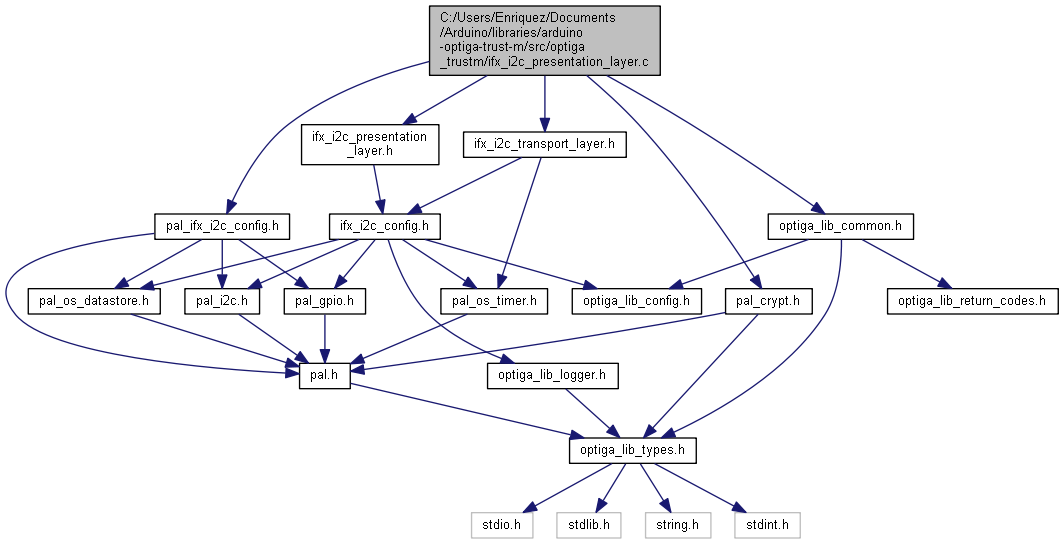 C:/Users/Enriquez/Documents
/Arduino/libraries/arduino
-optiga-trust-m/src/optiga
_trustm/ifx_i2c_presentation_layer.c
ifx_i2c_presentation
_layer.h
ifx_i2c_transport_layer.h
pal_ifx_i2c_config.h
ifx_i2c_config.h
optiga_lib_common.h
pal_os_datastore.h
pal_i2c.h
pal_gpio.h
pal_os_timer.h
optiga_lib_config.h
pal_crypt.h
optiga_lib_return_codes.h
pal.h
optiga_lib_logger.h
optiga_lib_types.h
stdio.h
stdlib.h
string.h
stdint.h